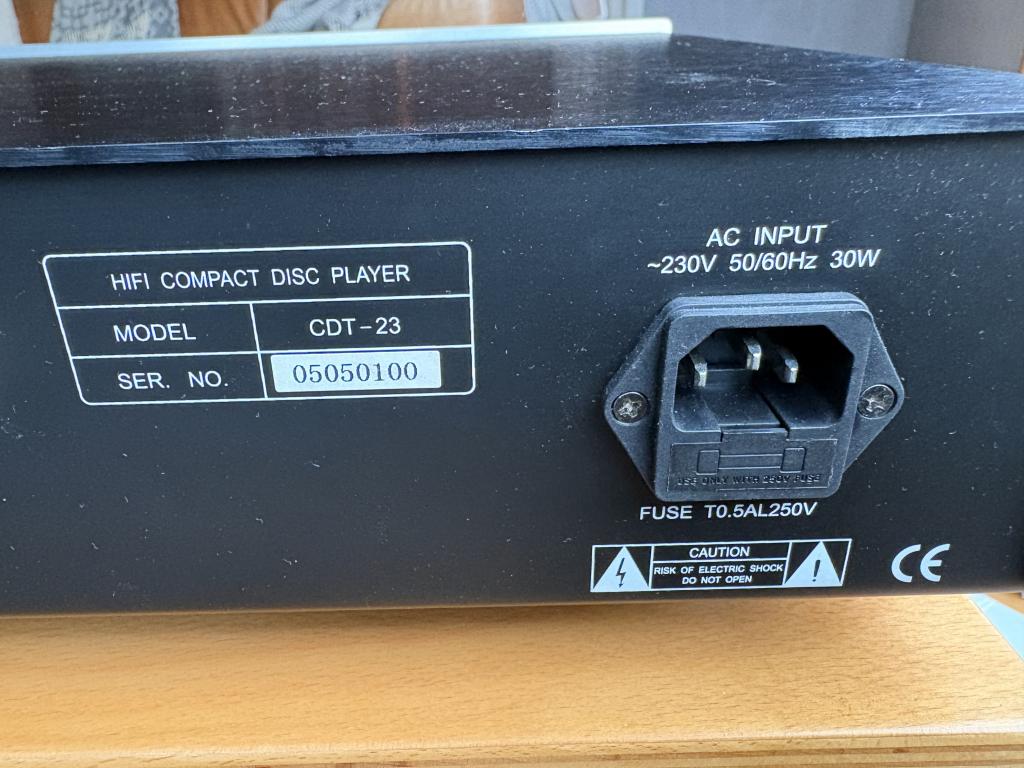 HIFI COMPACT DISC PLAYER
MODEL CDT-23
SER. NO. 05050100
AC INPUT
~230V 50/60Hz 30W
USE ONLY WITH 250V FUSE
FUSE T0.5AL250V
CAUTION
RISK OF ELECTRIC SHOCK
DO NOT OPEN
CE